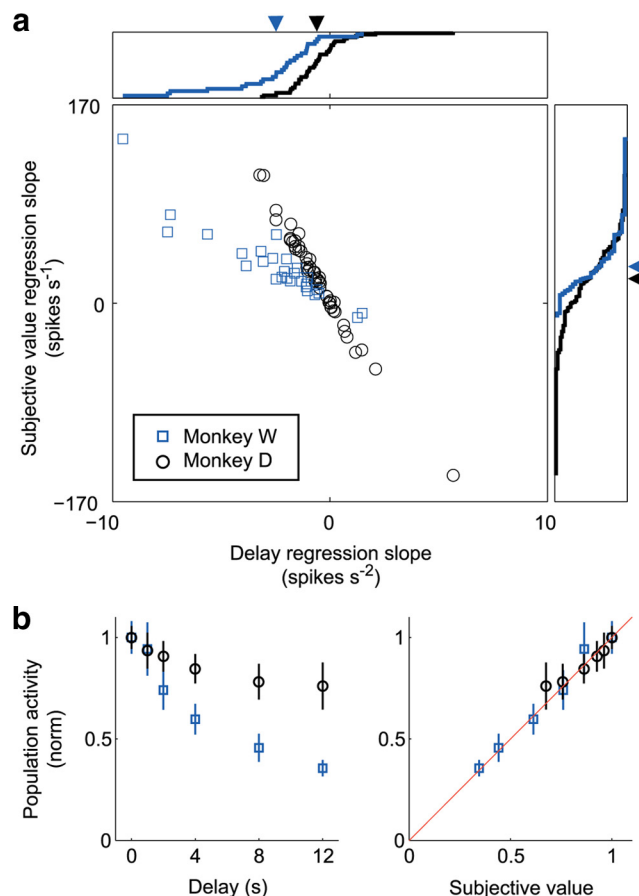 a
170
0
-170
Subjective value regression slope
(spikes s-1)
Monkey W
Monkey D
-10
0
10
Delay regression slope
(spikes s-2)
b
1
0.5
0
Population activity
(norm)
0
4
8
12
Delay (s)
1
0.5
0
0
0.5
1
Subjective value